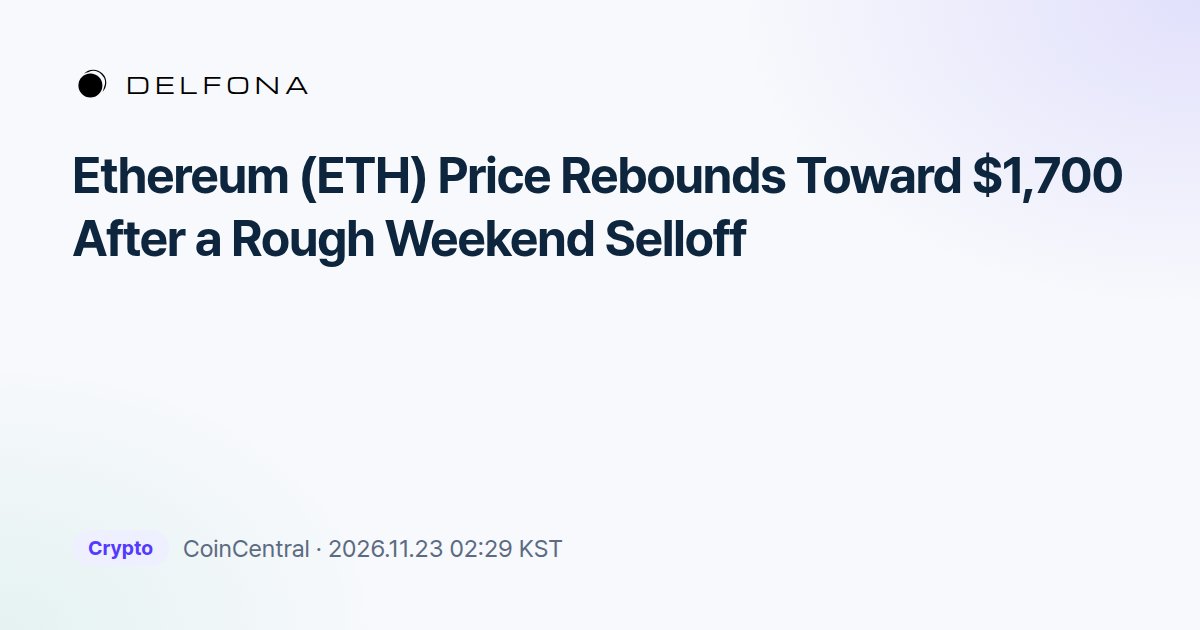 DELFONA
Ethereum (ETH) Price Rebounds Toward $1,700
After a Rough Weekend Selloff
Crypto CoinCentral · 2026.11.23 02:29 KST